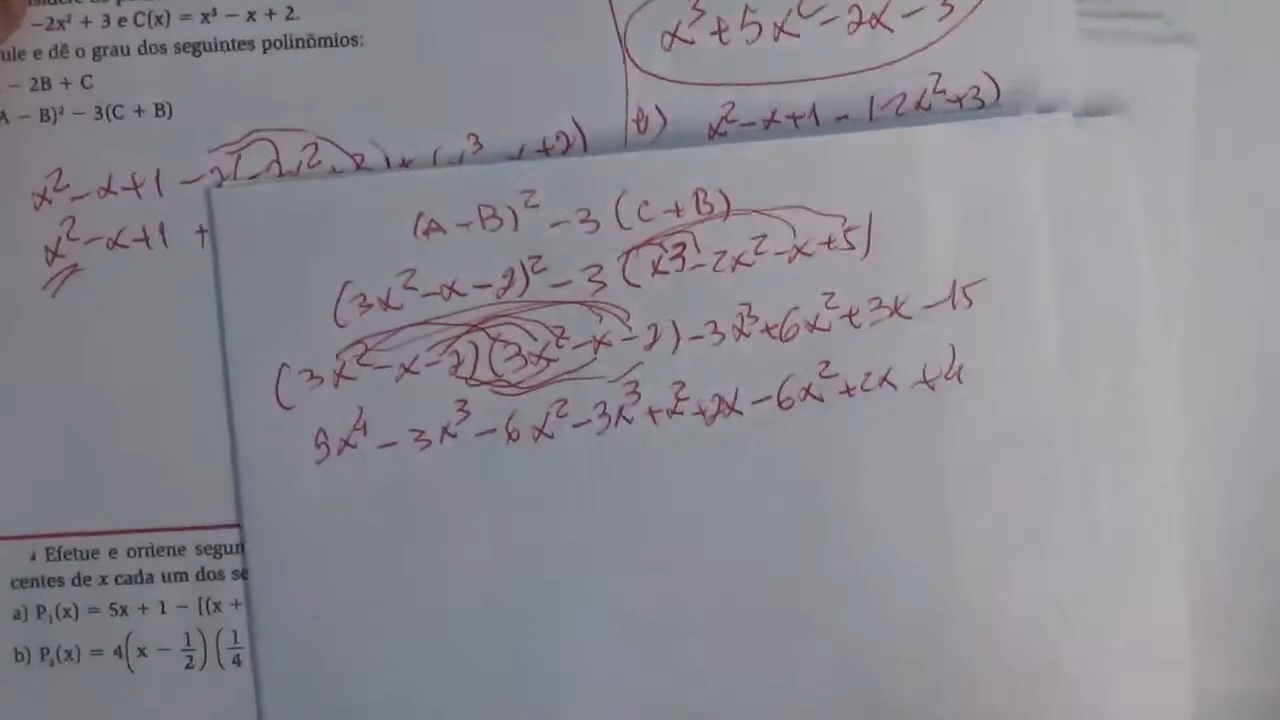 −2x² + 3 e C(x) = x³ − x + 2.
ule e dê o grau dos seguintes polinômios:
− 2B + C
A − B)² − 3(C + B)
x³+5x²-2x-3
e) x²-x+1-(-2x²+3)
x²-x+1
x²-x+1 +
(A-B)²-3(C+B)
(3x²-x-2)²-3(x3-2x²-x+5)
(3x²-x-2)(3x²-x-2)-3x³+6x²+3x-15
9x⁴-3x³-6x²-3x³+x²+2x-6x²+2x+4
Efetue e ordene segun
centes de x cada um dos se
a) P₁(x) = 5x + 1 − [(x +
b) P₂(x) = 4(x − 1/2)(1/4